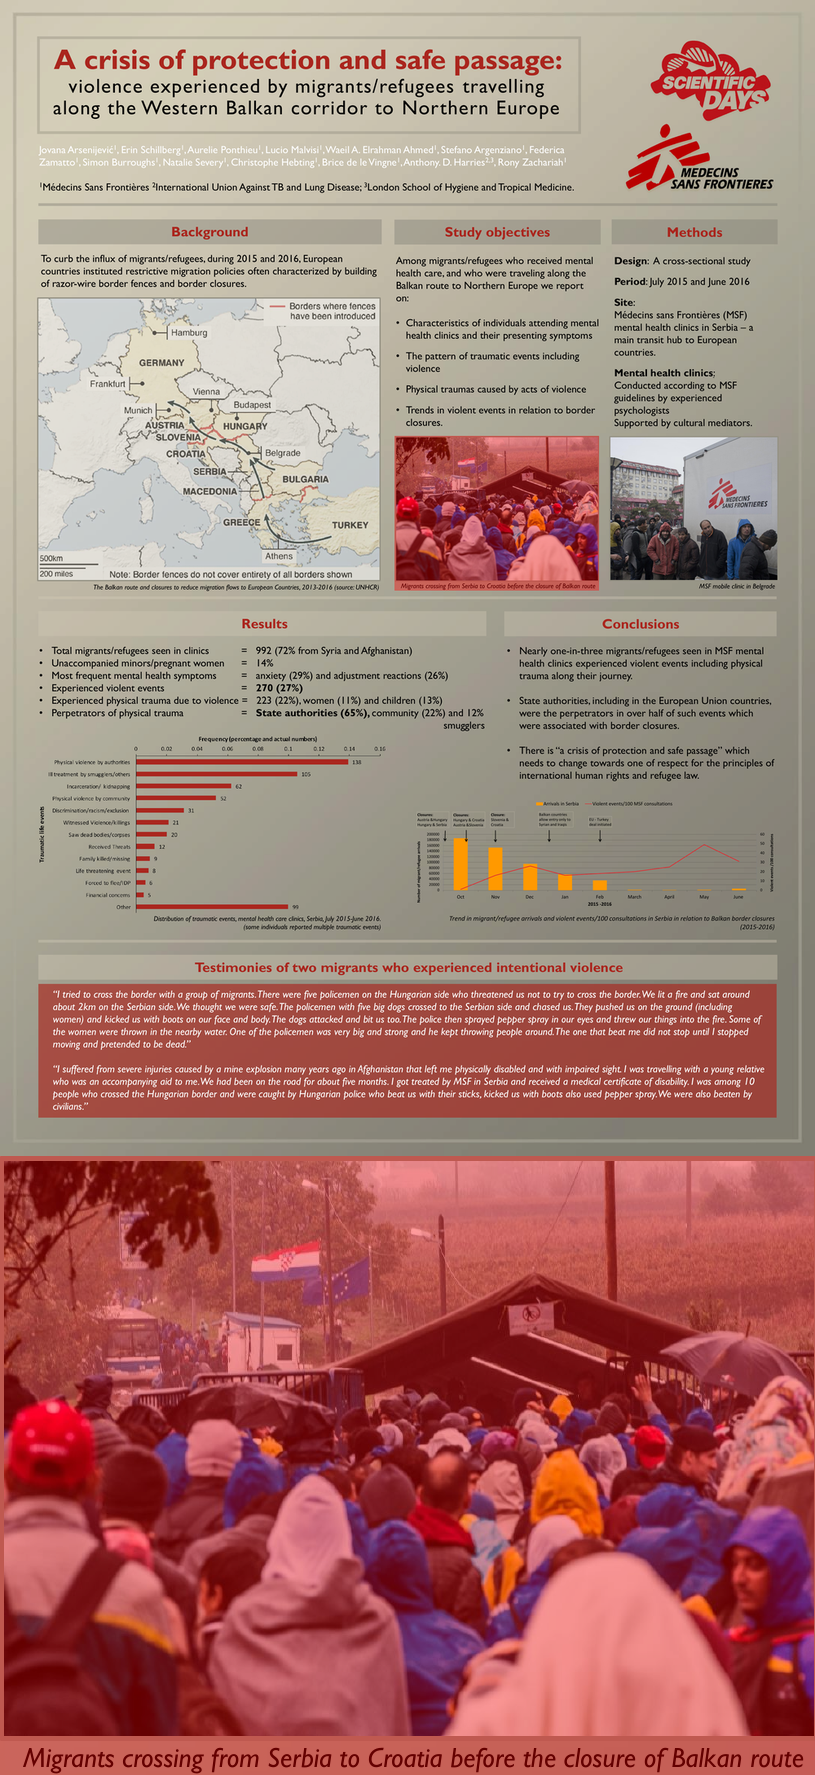 A crisis of protection and safe passage:
violence experienced by migrants/refugees travelling
along the Western Balkan corridor to Northern Europe
SCIENTIFIC
DAYS
Jovana Arsenijević¹, Erin Schillberg¹, Aurelie Ponthieu¹, Lucio Malvisi¹, Waeil A. Elrahman Ahmed¹, Stefano Argenziano¹, Federica
Zamatto¹, Simon Burroughs¹, Natalie Severy¹, Christophe Hebting¹, Brice de le Vingne¹, Anthony. D. Harries²,³, Rony Zachariah¹
¹Médecins Sans Frontières ²International Union Against TB and Lung Disease; ³London School of Hygiene and Tropical Medicine.
MEDECINS
SANS FRONTIERES
Background
To curb the influx of migrants/refugees, during 2015 and 2016, European
countries instituted restrictive migration policies often characterized by building
of razor-wire border fences and border closures.
Borders where fences
have been introduced
Hamburg
GERMANY
Frankfurt
Vienna
Budapest
Munich
AUSTRIA
HUNGARY
SLOVENIA
CROATIA
Belgrade
SERBIA
BULGARIA
MACEDONIA
GREECE
TURKEY
Athens
500km
200 miles
Note: Border fences do not cover entirety of all borders shown
The Balkan route and closures to reduce migration flows to European Countries, 2013-2016 (source: UNHCR)
Study objectives
Among migrants/refugees who received mental
health care, and who were traveling along the
Balkan route to Northern Europe we report
on:
• Characteristics of individuals attending mental
health clinics and their presenting symptoms
• The pattern of traumatic events including
violence
• Physical traumas caused by acts of violence
• Trends in violent events in relation to border
closures.
Migrants crossing from Serbia to Croatia before the closure of Balkan route
Methods
Design: A cross-sectional study
Period: July 2015 and June 2016
Site:
Médecins sans Frontières (MSF)
mental health clinics in Serbia – a
main transit hub to European
countries.
Mental health clinics;
Conducted according to MSF
guidelines by experienced
psychologists
Supported by cultural mediators.
MEDECINS
SANS FRONTIERES
MSF mobile clinic in Belgrade
Results
• Total migrants/refugees seen in clinics = 992 (72% from Syria and Afghanistan)
• Unaccompanied minors/pregnant women = 14%
• Most frequent mental health symptoms = anxiety (29%) and adjustment reactions (26%)
• Experienced violent events = 270 (27%)
• Experienced physical trauma due to violence = 223 (22%), women (11%) and children (13%)
• Perpetrators of physical trauma = State authorities (65%), community (22%) and 12%
smugglers
Frequency (percentage and actual numbers)
0 0.02 0.04 0.06 0.08 0.1 0.12 0.14 0.16
Traumatic life events
Physical violence by authorities 138
Ill treatment by smugglers/others 105
Incarceration/ kidnapping 62
Physical violence by community 52
Discrimination/racism/exclusion 31
Witnessed Violence/killings 21
Saw dead bodies/corpses 20
Received Threats 12
Family killed/missing 9
Life threatening event 8
Forced to flee/IDP 6
Financial concerns 5
Other 99
Distribution of traumatic events, mental health care clinics, Serbia, July 2015-June 2016.
(some individuals reported multiple traumatic events)
Conclusions
• Nearly one-in-three migrants/refugees seen in MSF mental
health clinics experienced violent events including physical
trauma along their journey.
• State authorities, including in the European Union countries,
were the perpetrators in over half of such events which
were associated with border closures.
• There is “a crisis of protection and safe passage” which
needs to change towards one of respect for the principles of
international human rights and refugee law.
Arrivals in Serbia
Violent events/100 MSF consultations
Closures:
Austria &Hungary
Hungary & Serbia
Closures:
Hungary & Croatia
Austria &Slovenia
Closure:
Slovenia &
Croatia
Balkan countries
allow entry only to
Syrian and Iraqis
EU - Turkey
deal initiated
Number of migrant/refugee arrivals
200000
180000
160000
140000
120000
100000
80000
60000
40000
20000
0
60
50
40
30
20
10
0
Violent events/100 consultations
Oct Nov Dec Jan Feb March April May June
2015 -2016
Trend in migrant/refugee arrivals and violent events/100 consultations in Serbia in relation to Balkan border closures
(2015-2016)
Testimonies of two migrants who experienced intentional violence
“I tried to cross the border with a group of migrants. There were five policemen on the Hungarian side who threatened us not to try to cross the border. We lit a fire and sat around
about 2km on the Serbian side. We thought we were safe. The policemen with five big dogs crossed to the Serbian side and chased us. They pushed us on the ground (including
women) and kicked us with boots on our face and body. The dogs attacked and bit us too. The police then sprayed pepper spray in our eyes and threw our things into the fire. Some of
the women were thrown in the nearby water. One of the policemen was very big and strong and he kept throwing people around. The one that beat me did not stop until I stopped
moving and pretended to be dead.”
“I suffered from severe injuries caused by a mine explosion many years ago in Afghanistan that left me physically disabled and with impaired sight. I was travelling with a young relative
who was an accompanying aid to me. We had been on the road for about five months. I got treated by MSF in Serbia and received a medical certificate of disability. I was among 10
people who crossed the Hungarian border and were caught by Hungarian police who beat us with their sticks, kicked us with boots also used pepper spray. We were also beaten by
civilians.”
Migrants crossing from Serbia to Croatia before the closure of Balkan route